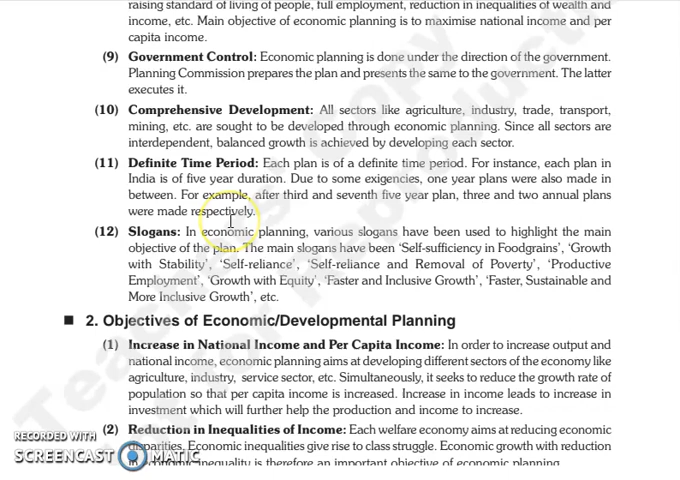 raising standard of living of people, full employment, reduction in inequalities of wealth and
income, etc. Main objective of economic planning is to maximise national income and per
capita income.
(9) Government Control: Economic planning is done under the direction of the government.
Planning Commission prepares the plan and presents the same to the government. The latter
executes it.
(10) Comprehensive Development: All sectors like agriculture, industry, trade, transport,
mining, etc. are sought to be developed through economic planning. Since all sectors are
interdependent, balanced growth is achieved by developing each sector.
(11) Definite Time Period: Each plan is of a definite time period. For instance, each plan in
India is of five year duration. Due to some exigencies, one year plans were also made in
between. For example, after third and seventh five year plan, three and two annual plans
were made respectively.
(12) Slogans: In economic planning, various slogans have been used to highlight the main
objective of the plan. The main slogans have been ‘Self-sufficiency in Foodgrains’, ‘Growth
with Stability’, ‘Self-reliance’, ‘Self-reliance and Removal of Poverty’, ‘Productive
Employment’, ‘Growth with Equity’, ‘Faster and Inclusive Growth’, ‘Faster, Sustainable and
More Inclusive Growth’, etc.
■ 2. Objectives of Economic/Developmental Planning
(1) Increase in National Income and Per Capita Income: In order to increase output and
national income, economic planning aims at developing different sectors of the economy like
agriculture, industry, service sector, etc. Simultaneously, it seeks to reduce the growth rate of
population so that per capita income is increased. Increase in income leads to increase in
investment which will further help the production and income to increase.
(2) Reduction in Inequalities of Income: Each welfare economy aims at reducing economic
disparities. Economic inequalities give rise to class struggle. Economic growth with reduction
inequality is therefore an important objective of economic planning.
RECORDED WITH
SCREENCAST MATIC